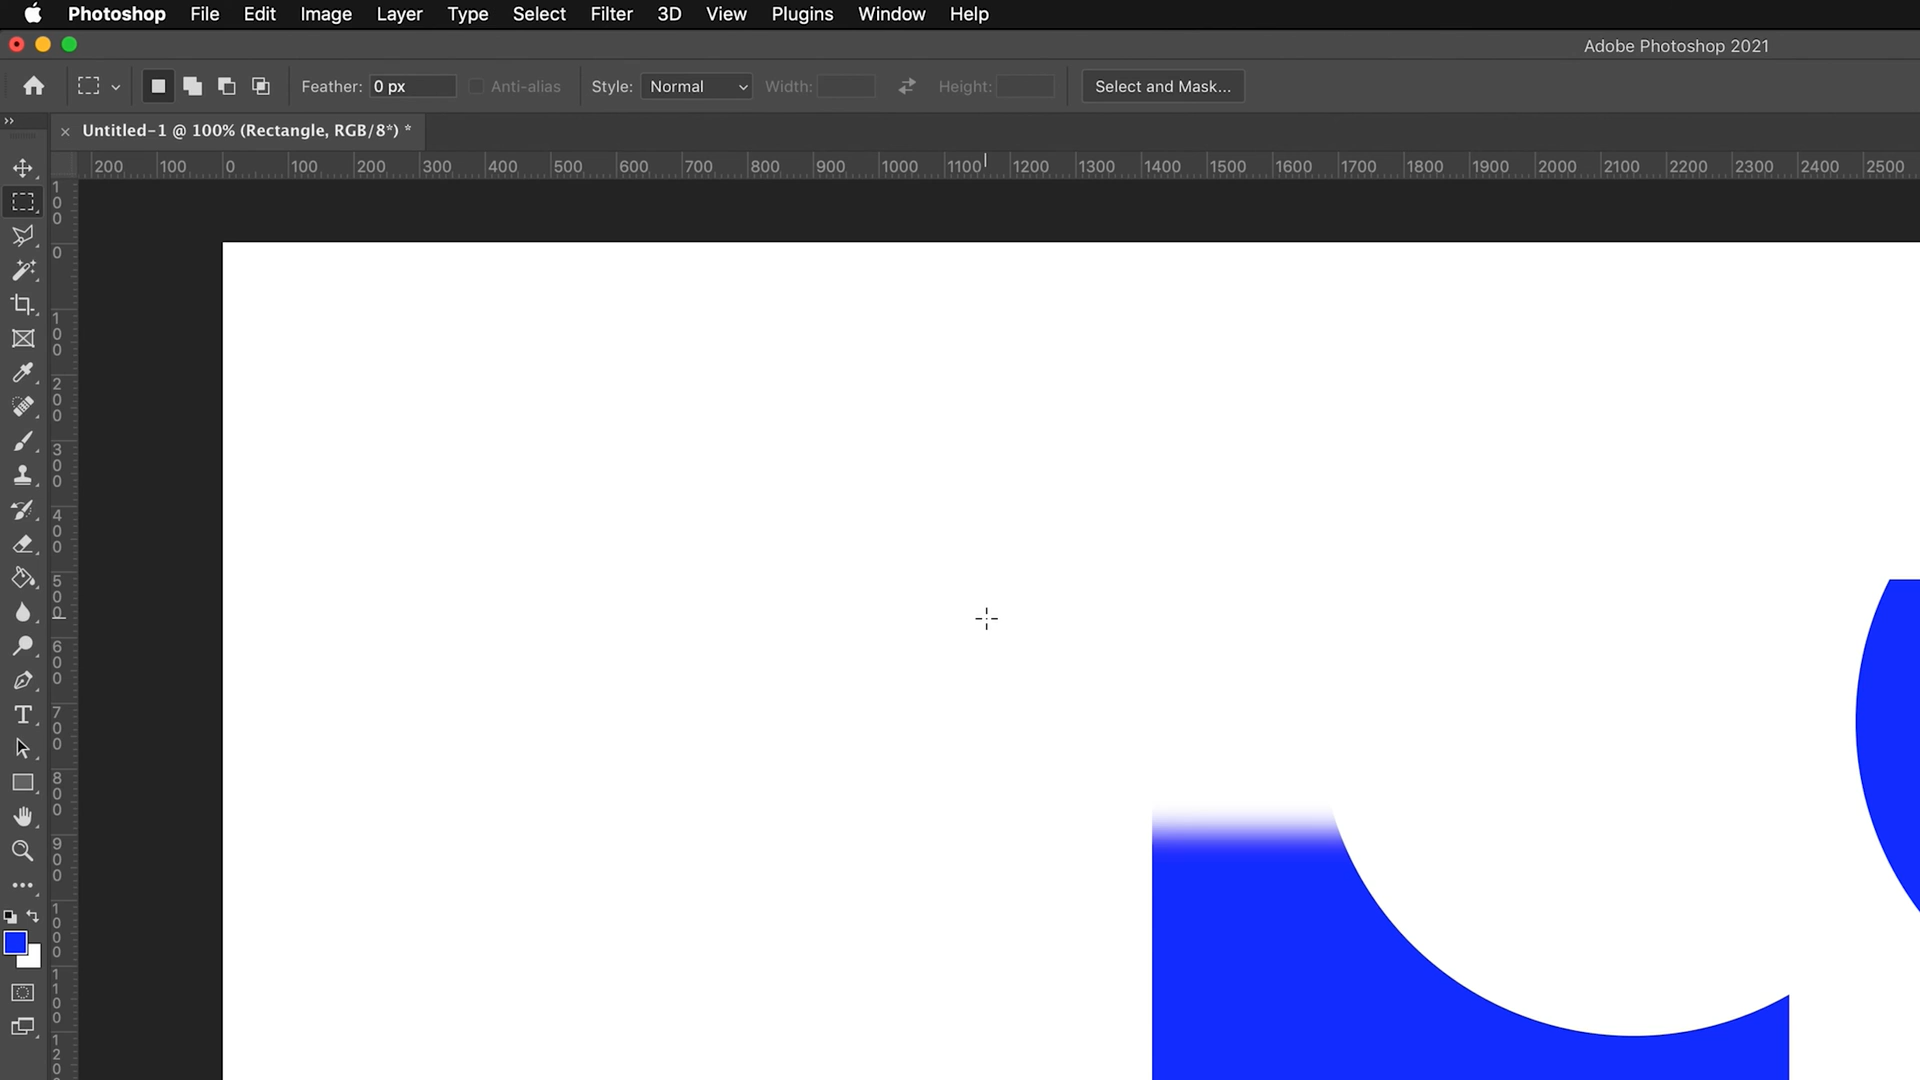 Photoshop File Edit Image Layer Type Select Filter 3D View Plugins Window Help
Adobe Photoshop 2021
Feather: 0 px Anti-alias Style: Normal Width: Height: Select and Mask...
Untitled-1 @ 100% (Rectangle, RGB/8*) *
200 100 0 100 200 300 400 500 600 700 800 900 1000 1100 1200 1300 1400 1500 1600 1700 1800 1900 2000 2100 2200 2300 2400 2500
100
0
100
200
300
400
500
600
700
800
900
1000
1100
120